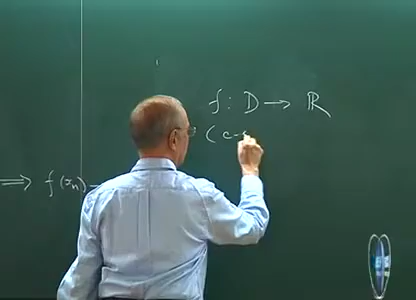 f : D → ℝ
(c-
⇒ f(xₙ) →